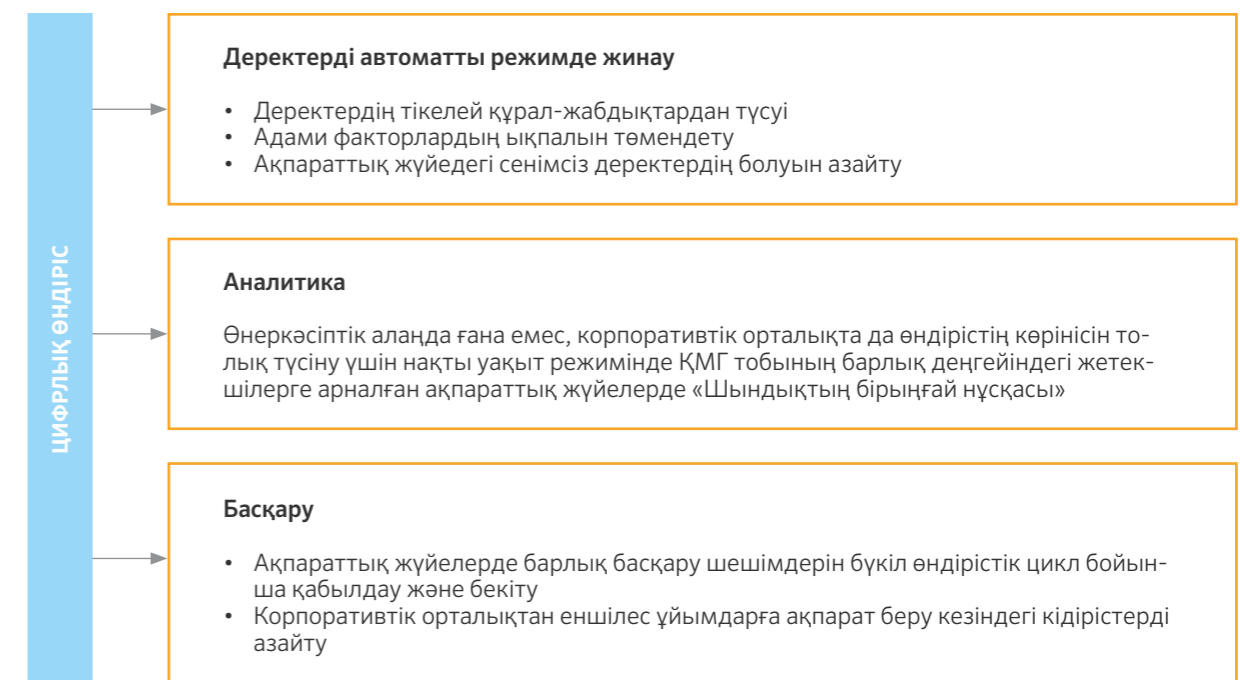 ЦИФРЛЫҚ ӨНДІРІС
Деректерді автоматты режимде жинау
• Деректердің тікелей құрал-жабдықтардан түсуі
• Адами факторлардың ықпалын төмендету
• Ақпараттық жүйедегі сенімсіз деректердің болуын азайту
Аналитика
Өнеркәсіптік алаңда ғана емес, корпоративтік орталықта да өндірістің көрінісін то-
лық түсіну үшін нақты уақыт режимінде ҚМГ тобының барлық деңгейіндегі жетек-
шілерге арналған ақпараттық жүйелерде «Шындықтың бірыңғай нұсқасы»
Басқару
• Ақпараттық жүйелерде барлық басқару шешімдерін бүкіл өндірістік цикл бойын-
ша қабылдау және бекіту
• Корпоративтік орталықтан еншілес ұйымдарға ақпарат беру кезіндегі кідірістерді
азайту